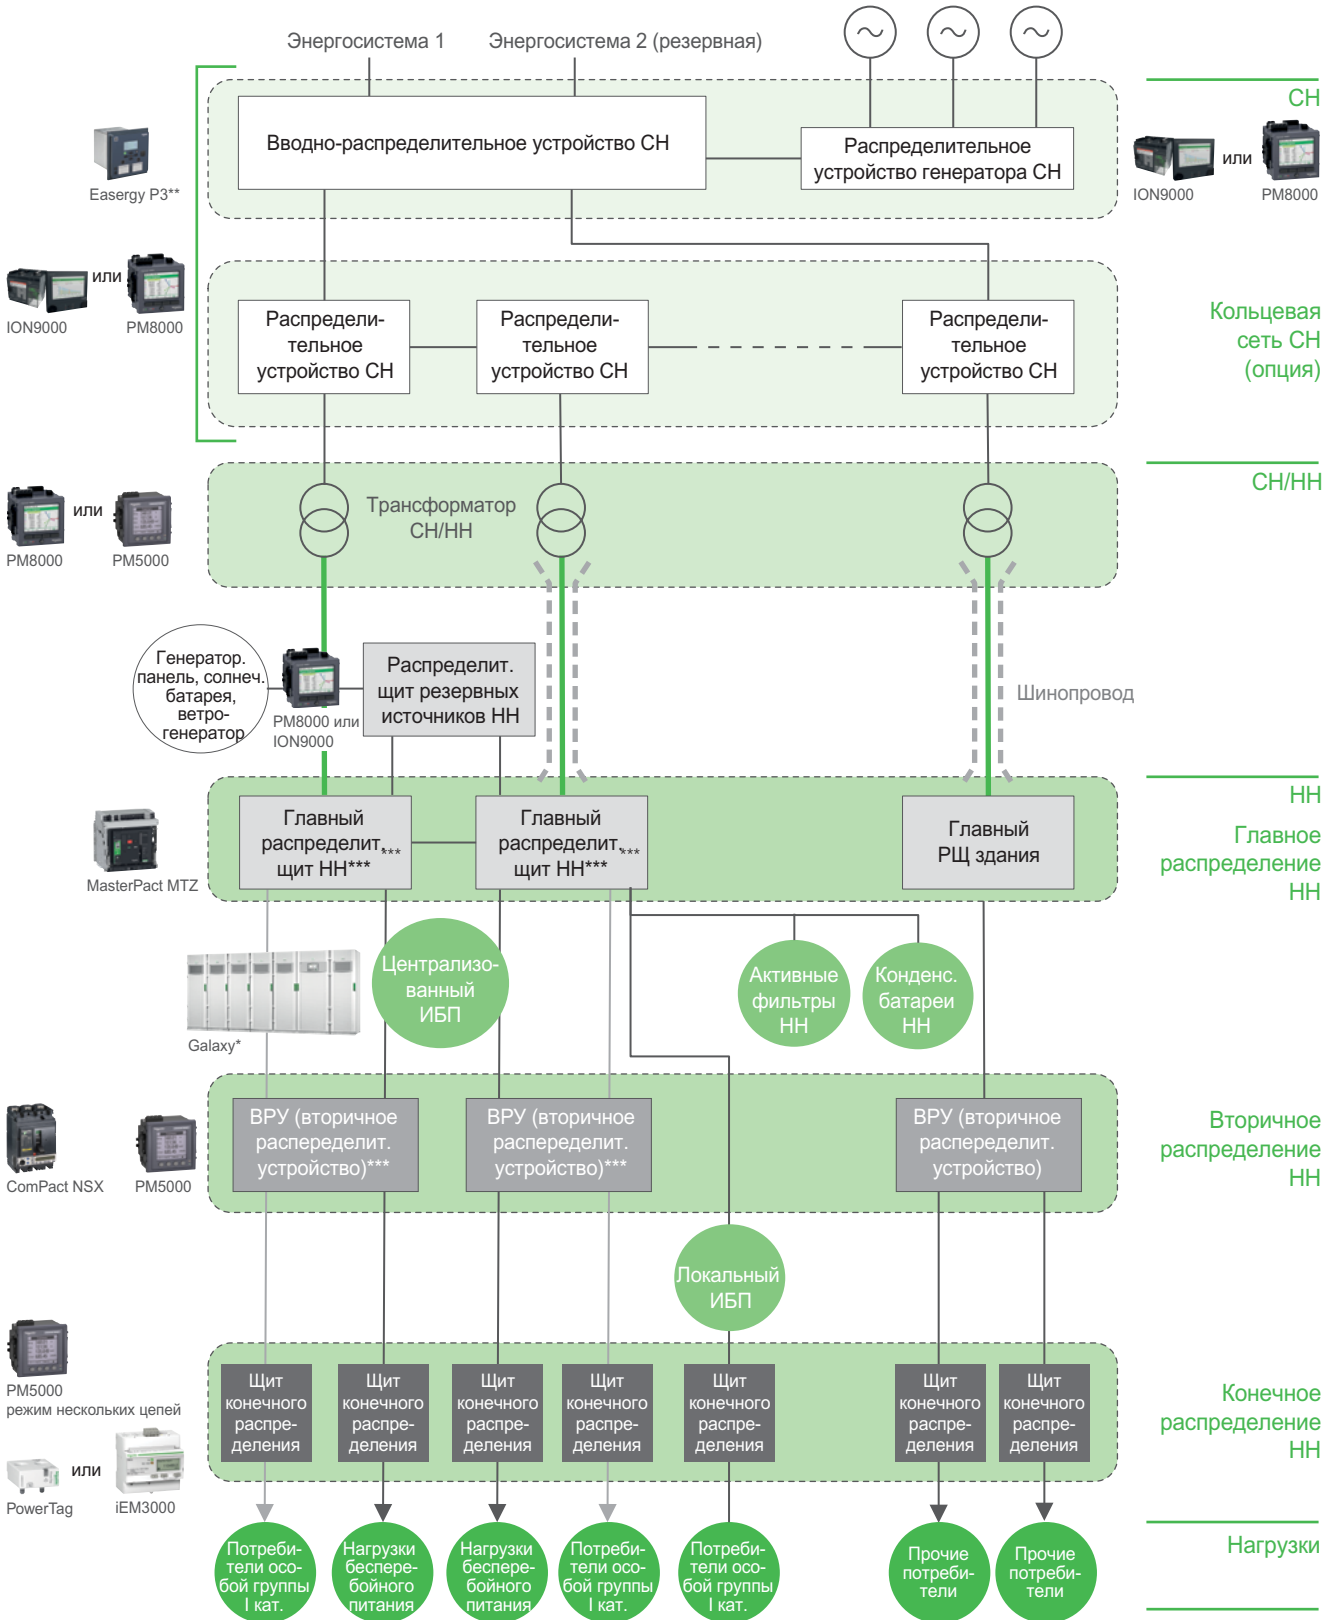 Энергосистема 1
Энергосистема 2 (резервная)
СН
Вводно-распределительное устройство СН
Распределительное
устройство генератора СН
Easergy P3**
ION9000
или
PM8000
ION9000
или
PM8000
Распредели-
тельное
устройство СН
Распредели-
тельное
устройство СН
Распредели-
тельное
устройство СН
Кольцевая
сеть СН
(опция)
СН/НН
PM8000
или
PM5000
Трансформатор
СН/НН
Генератор.
панель, солнеч.
батарея,
ветро-
генератор
PM8000 или
ION9000
Распределит.
щит резервных
источников НН
Шинопровод
НН
Главное
распределение
НН
MasterPact MTZ
Главный
распределит.
щит НН***
***
Главный
распределит.
щит НН***
***
Главный
РЩ здания
Galaxy*
Централизо-
ванный
ИБП
Активные
фильтры
НН
Конденс.
батареи
НН
ComPact NSX
PM5000
ВРУ (вторичное
распеределит.
устройство)***
ВРУ (вторичное
распеределит.
устройство)***
ВРУ (вторичное
распеределит.
устройство)
Вторичное
распределение
НН
Локальный
ИБП
PM5000
режим нескольких цепей
PowerTag
или
iEM3000
Щит
конечного
распре-
деления
Щит
конечного
распре-
деления
Щит
конечного
распре-
деления
Щит
конечного
распре-
деления
Щит
конечного
распре-
деления
Щит
конечного
распре-
деления
Щит
конечного
распре-
деления
Конечное
распределение
НН
Потреби-
тели осо-
бой группы
I кат.
Нагрузки
бесперe-
бойного
питания
Нагрузки
беспере-
бойного
питания
Потреби-
тели осо-
бой группы
I кат.
Потреби-
тели осо-
бой группы
I кат.
Прочие
потреби-
тели
Прочие
потреби-
тели
Нагрузки